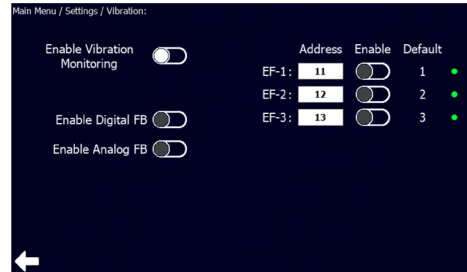 Main Menu / Settings / Vibration:
Enable Vibration
Monitoring
Address Enable Default
EF-1: 11 1
EF-2: 12 2
EF-3: 13 3
Enable Digital FB
Enable Analog FB